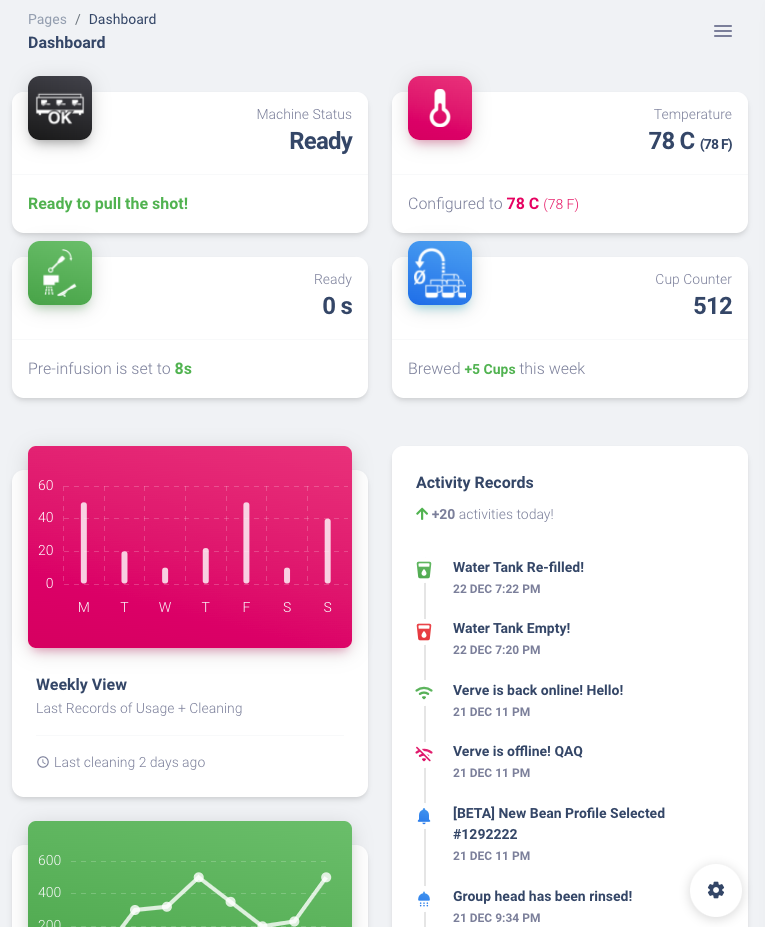 Pages / Dashboard
Dashboard
OK
Machine Status
Ready
Ready to pull the shot!
Temperature
78 C (78 F)
Configured to 78 C (78 F)
Ready
0 s
Pre-infusion is set to 8s
Ø
Cup Counter
512
Brewed +5 Cups this week
60
40
20
0
M T W T F S S
Weekly View
Last Records of Usage + Cleaning
Last cleaning 2 days ago
600
400
200
Activity Records
+20 activities today!
Water Tank Re-filled!
22 DEC 7:22 PM
Water Tank Empty!
22 DEC 7:20 PM
Verve is back online! Hello!
21 DEC 11 PM
Verve is offline! QAQ
21 DEC 11 PM
[BETA] New Bean Profile Selected
#1292222
21 DEC 11 PM
Group head has been rinsed!
21 DEC 9:34 PM